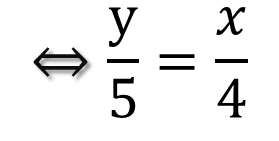 ⇔ y/5 = x/4